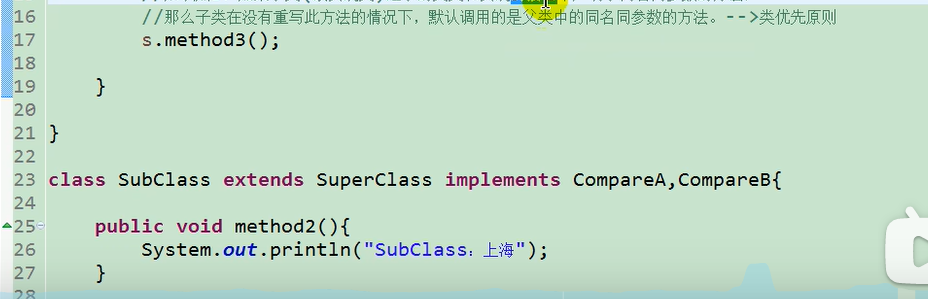 16 //那么子类在没有重写此方法的情况下，默认调用的是父类中的同名同参数的方法。-->类优先原则
17 s.method3();
18
19 }
20
21 }
22
23 class SubClass extends SuperClass implements CompareA,CompareB{
24
25 public void method2(){
26 System.out.println("SubClass：上海");
27 }
28